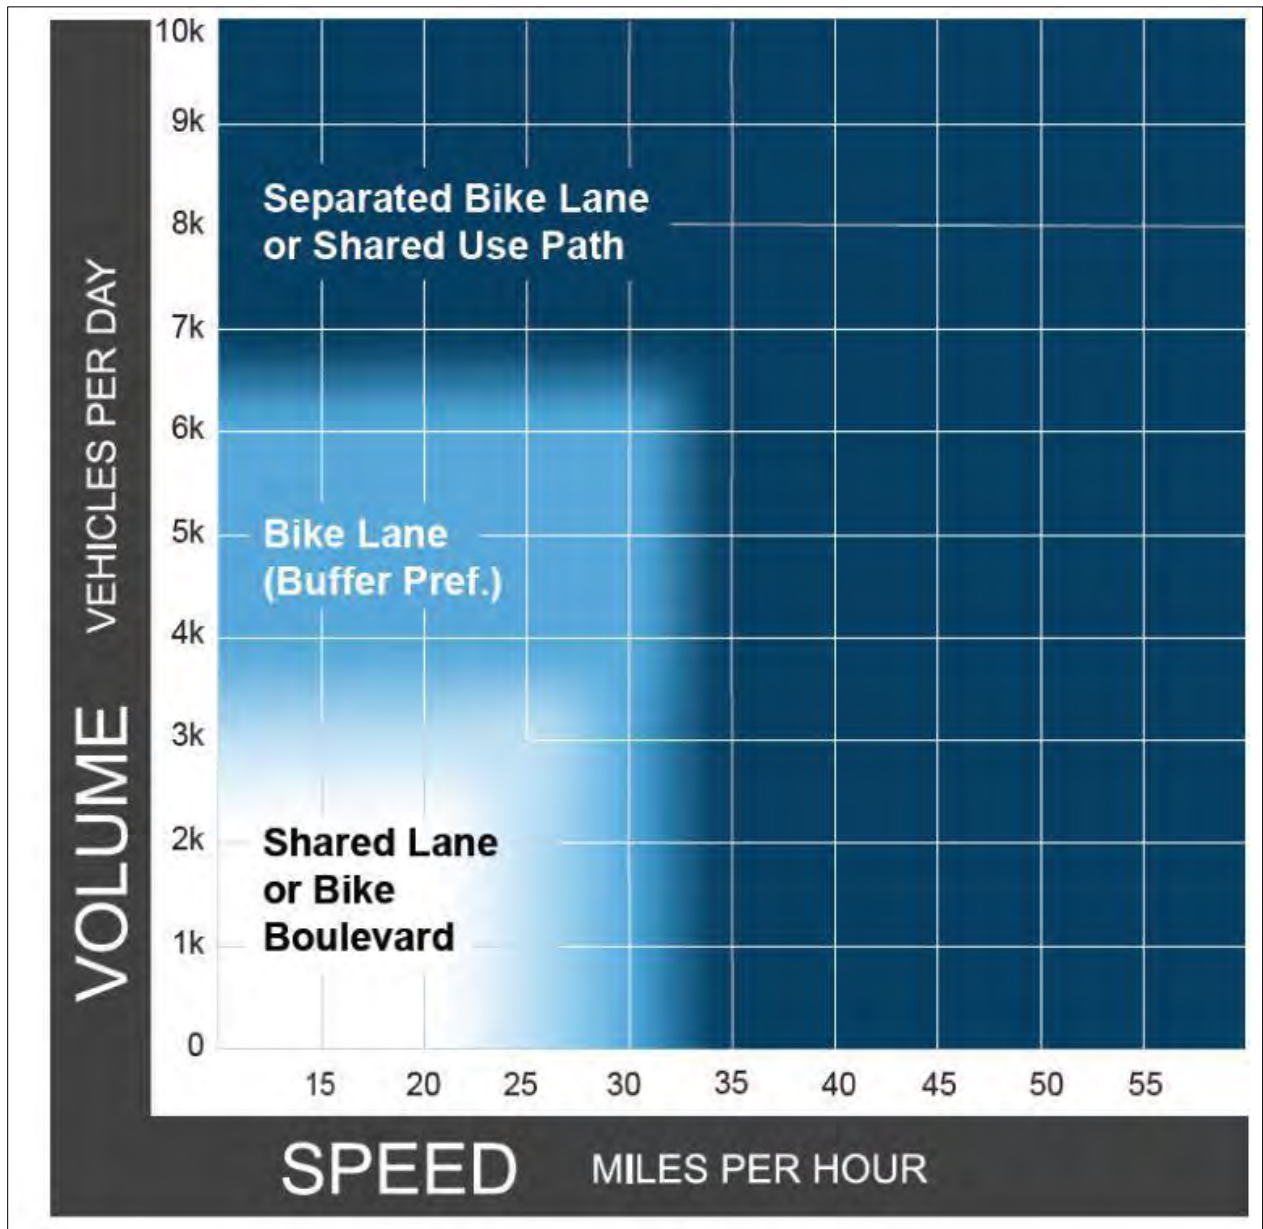 10k
9k
Separated Bike Lane
8k
or Shared Use Path
7k
6k
5k
Bike Lane
(Buffer Pref.)
4k
3k
2k
Shared Lane
or Bike
1k
Boulevard
0
15 20 25 30 35 40 45 50 55
VOLUME VEHICLES PER DAY
SPEED MILES PER HOUR